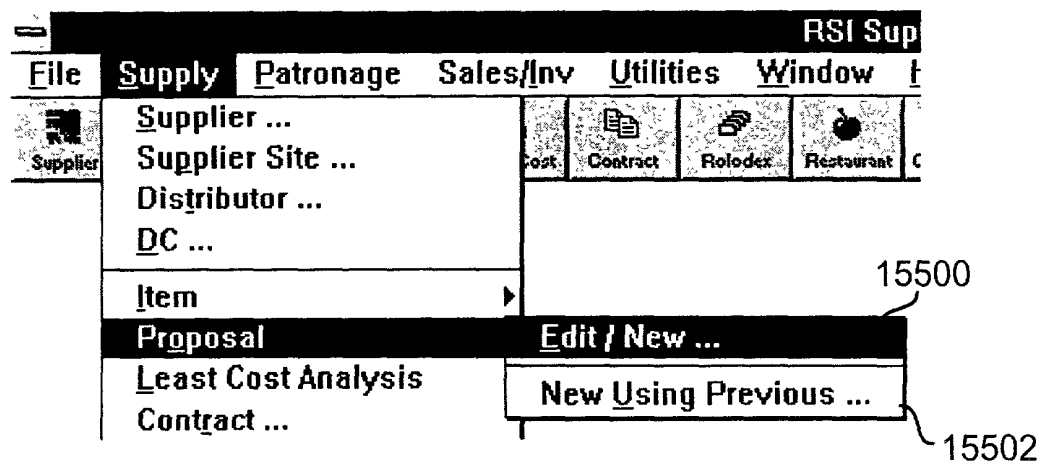 RSI Sup
File Supply Patronage Sales/Inv Utilities Window H
Supplier Cost Contract Rolodex Restaurant
Supplier ...
Supplier Site ...
Distributor ...
DC ...
15500
Item
Proposal Edit / New ...
Least Cost Analysis New Using Previous ...
Contract ...
15502